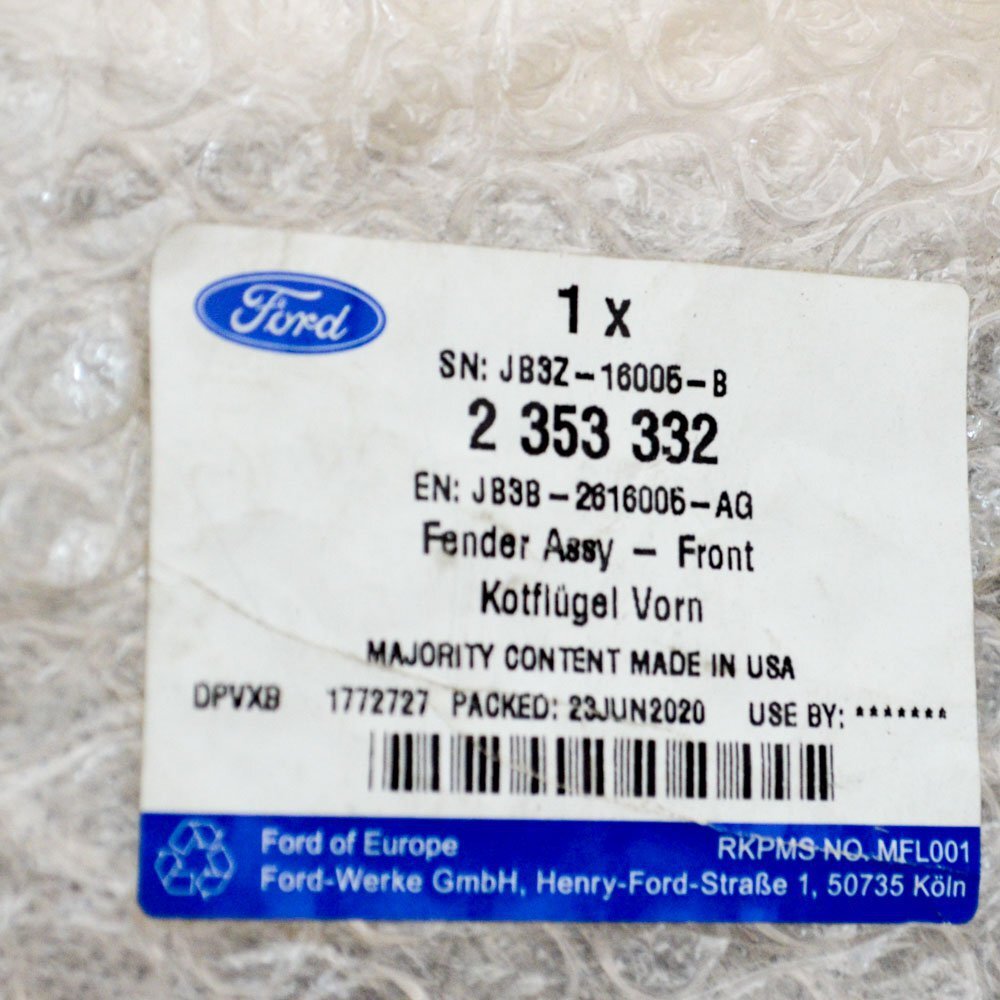 Ford
1 x
SN: JB3Z-16006-B
2 353 332
EN: JB3B-2616006-AG
Fender Assy - Front
Kotflügel Vorn
MAJORITY CONTENT MADE IN USA
DPVXB 1772727 PACKED: 23JUN2020 USE BY: *******
Ford of Europe RKPMS NO. MFL001
Ford-Werke GmbH, Henry-Ford-Straße 1, 50735 Köln